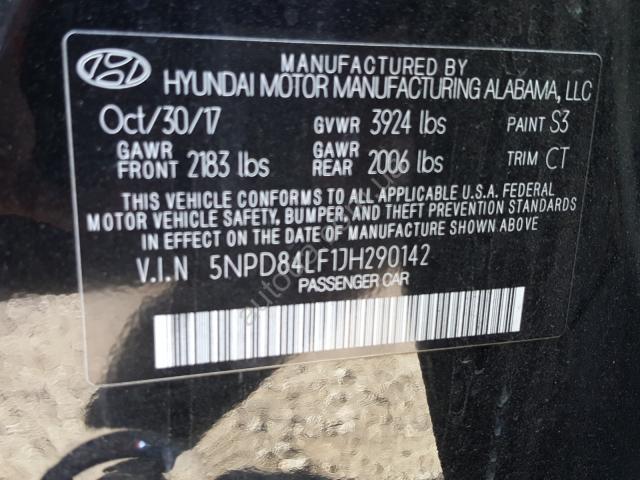 MANUFACTURED BY
HYUNDAI MOTOR MANUFACTURING ALABAMA, LLC
Oct/30/17 GVWR 3924 lbs PAINT S3
GAWR FRONT 2183 lbs GAWR REAR 2006 lbs TRIM CT
THIS VEHICLE CONFORMS TO ALL APPLICABLE U.S.A. FEDERAL
MOTOR VEHICLE SAFETY, BUMPER, AND THEFT PREVENTION STANDARDS
IN EFFECT ON THE DATE OF MANUFACTURE SHOWN ABOVE.
V.I.N 5NPD84LF1JH290142
PASSENGER CAR